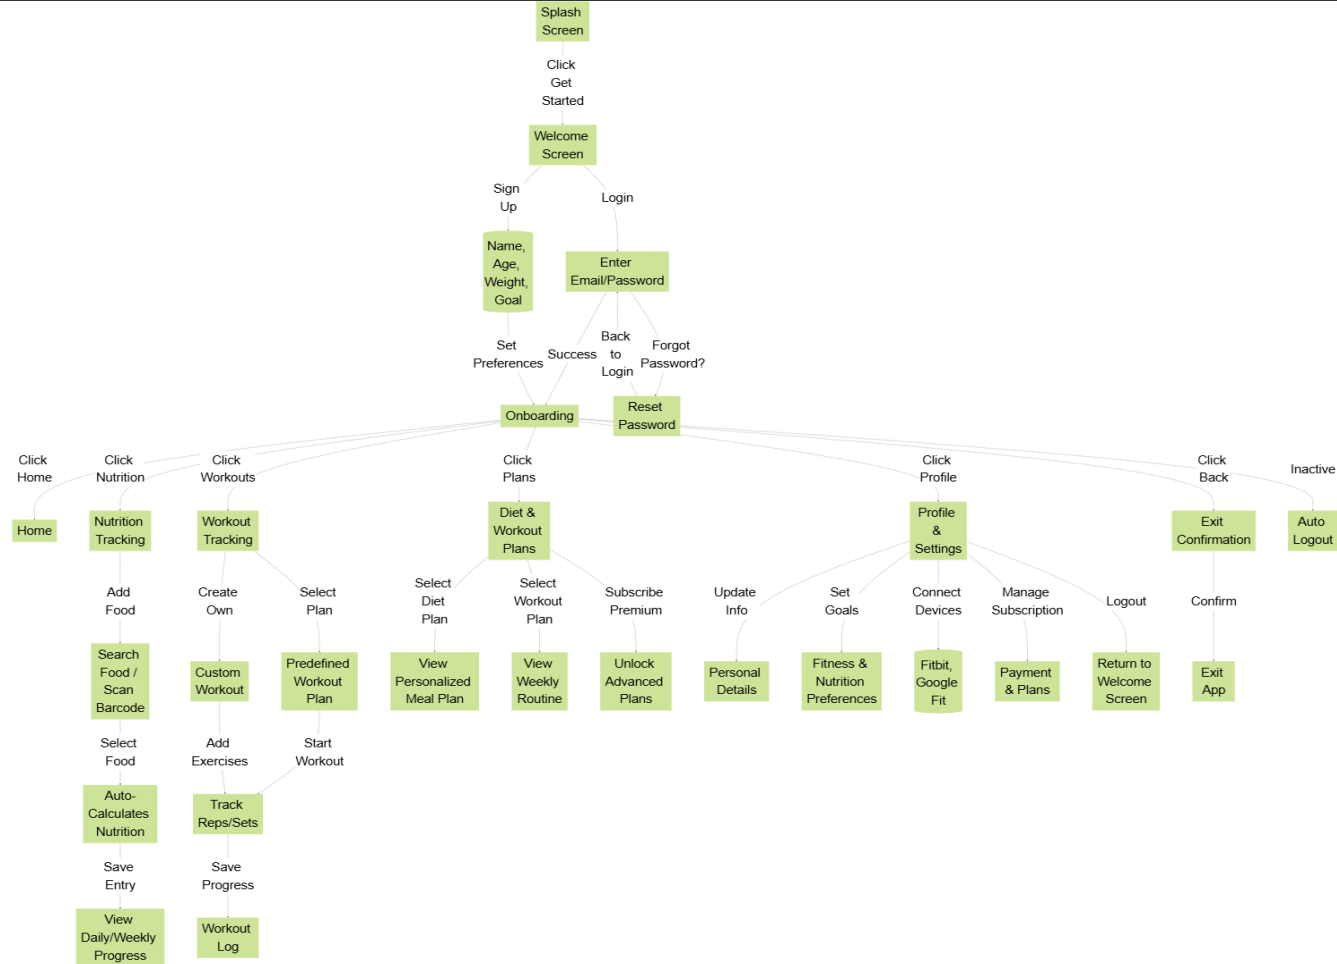 Splash
Screen
Click
Get
Started
Welcome
Screen
Sign
Up
Login
Name,
Age,
Weight,
Goal
Enter
Email/Password
Set
Preferences
Success
Back
to
Login
Forgot
Password?
Onboarding
Reset
Password
Click
Home
Click
Nutrition
Click
Workouts
Click
Plans
Click
Profile
Click
Back
Inactive
Home
Nutrition
Tracking
Workout
Tracking
Diet &
Workout
Plans
Profile
&
Settings
Exit
Confirmation
Auto
Logout
Add
Food
Create
Own
Select
Plan
Select
Diet
Plan
Select
Workout
Plan
Subscribe
Premium
Update
Info
Set
Goals
Connect
Devices
Manage
Subscription
Logout
Confirm
Search
Food /
Scan
Barcode
Custom
Workout
Predefined
Workout
Plan
View
Personalized
Meal Plan
View
Weekly
Routine
Unlock
Advanced
Plans
Personal
Details
Fitness &
Nutrition
Preferences
Fitbit,
Google
Fit
Payment
& Plans
Return to
Welcome
Screen
Exit
App
Select
Food
Add
Exercises
Start
Workout
Auto-
Calculates
Nutrition
Track
Reps/Sets
Save
Entry
Save
Progress
View
Daily/Weekly
Progress
Workout
Log